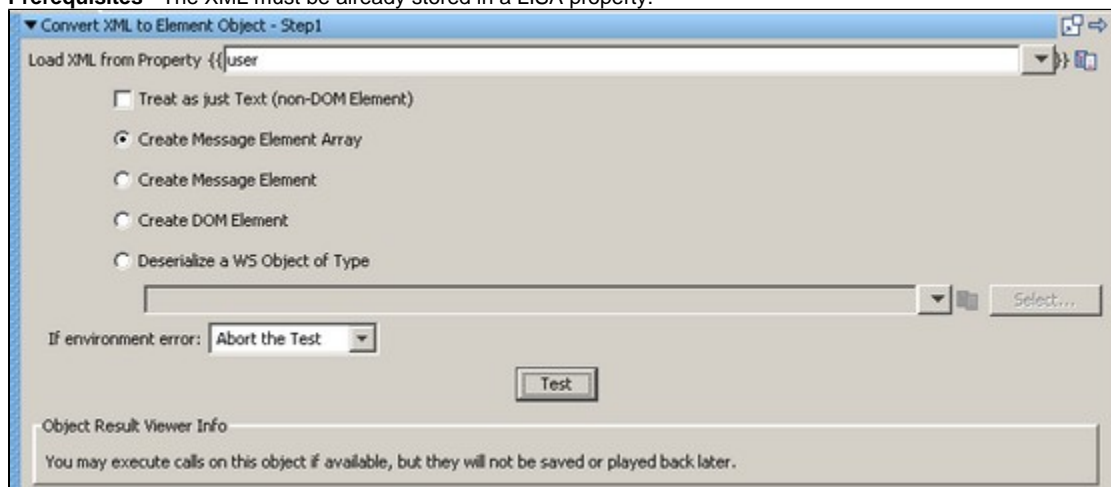 Prerequisites - The XML must be already stored in a LISA property.
Convert XML to Element Object - Step1
Load XML from Property {{user}}
Treat as just Text (non-DOM Element)
Create Message Element Array
Create Message Element
Create DOM Element
Deserialize a WS Object of Type
Select...
If environment error: Abort the Test
Test
Object Result Viewer Info
You may execute calls on this object if available, but they will not be saved or played back later.